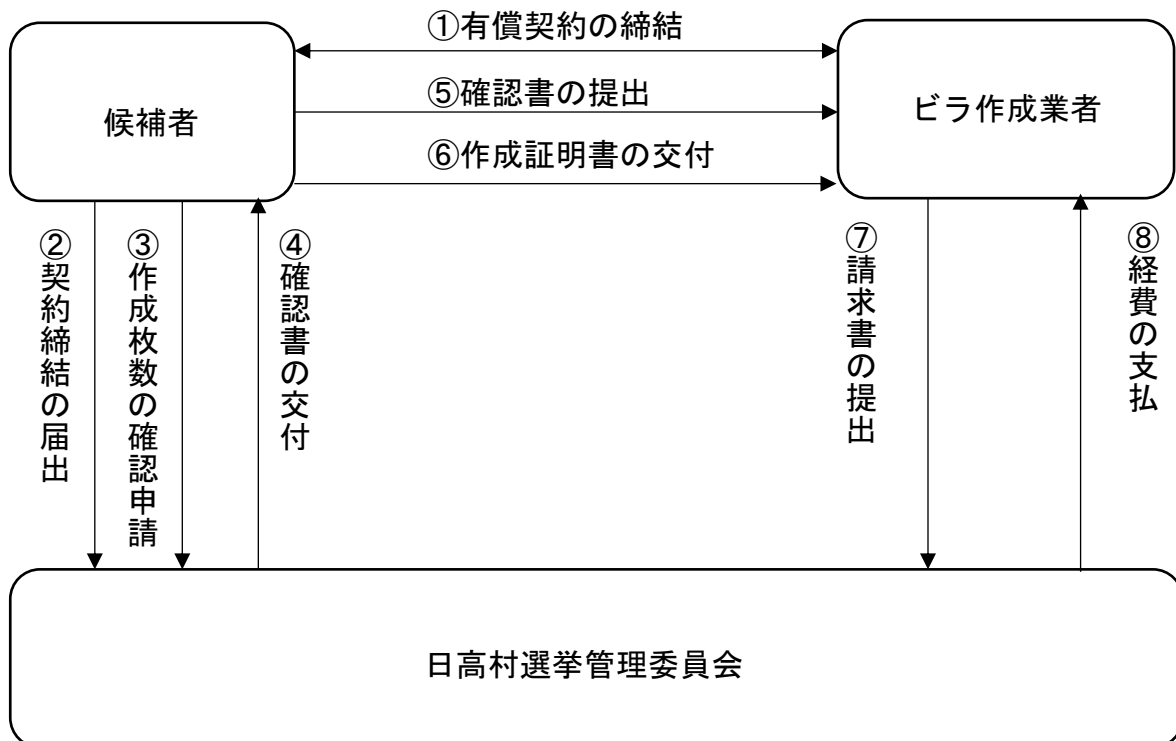 ①有償契約の締結
候補者
⑤確認書の提出
ビラ作成業者
⑥作成証明書の交付
②契約締結の届出
③作成枚数の確認申請
④確認書の交付
⑦請求書の提出
⑧経費の支払
日高村選挙管理委員会